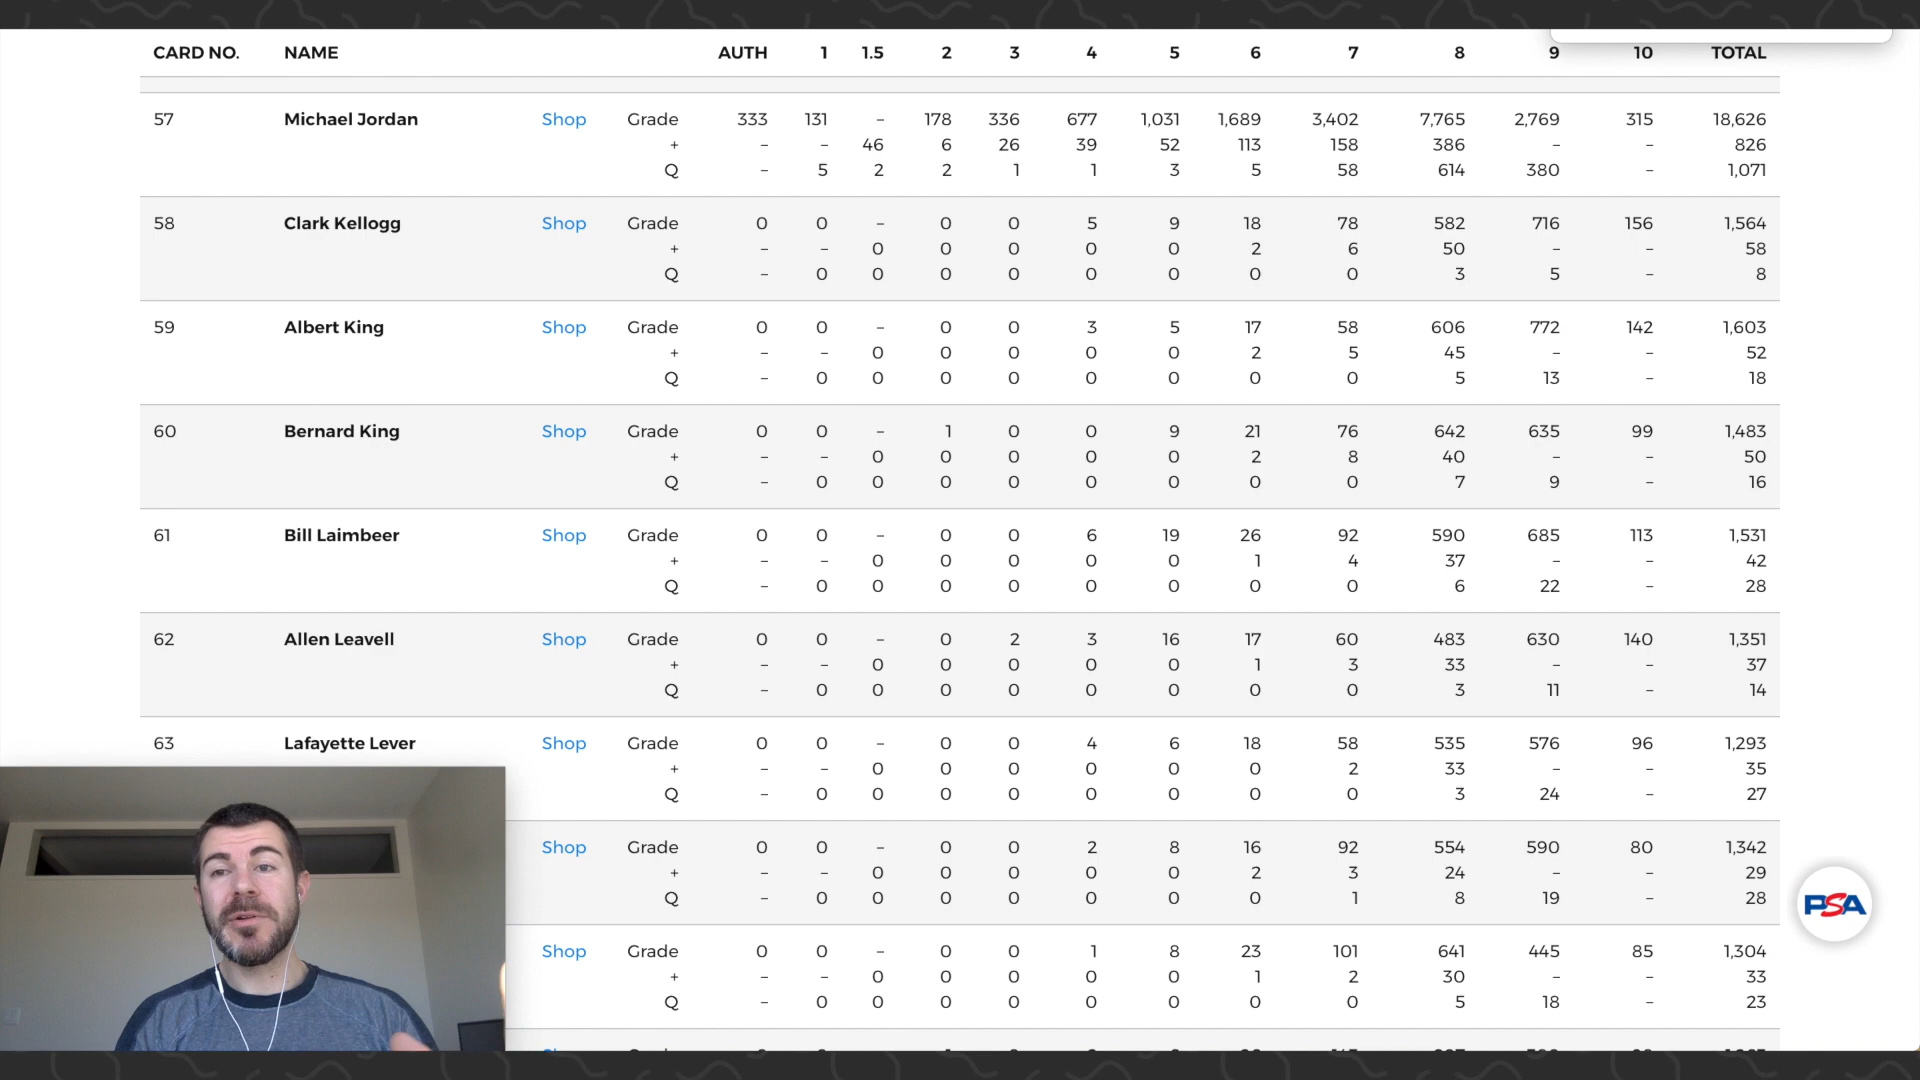 CARD NO. NAME AUTH 1 1.5 2 3 4 5 6 7 8 9 10 TOTAL
57 Michael Jordan Shop Grade 333 131 – 178 336 677 1,031 1,689 3,402 7,765 2,769 315 18,626
+ – – 46 6 26 39 52 113 158 386 – – 826
Q – 5 2 2 1 1 3 5 58 614 380 – 1,071
58 Clark Kellogg Shop Grade 0 0 – 0 0 5 9 18 78 582 716 156 1,564
+ – – 0 0 0 0 0 2 6 50 – – 58
Q – 0 0 0 0 0 0 0 0 3 5 – 8
59 Albert King Shop Grade 0 0 – 0 0 3 5 17 58 606 772 142 1,603
+ – – 0 0 0 0 0 2 5 45 – – 52
Q – 0 0 0 0 0 0 0 0 5 13 – 18
60 Bernard King Shop Grade 0 0 – 1 0 0 9 21 76 642 635 99 1,483
+ – – 0 0 0 0 0 2 8 40 – – 50
Q – 0 0 0 0 0 0 0 0 7 9 – 16
61 Bill Laimbeer Shop Grade 0 0 – 0 0 6 19 26 92 590 685 113 1,531
+ – – 0 0 0 0 0 1 4 37 – – 42
Q – 0 0 0 0 0 0 0 0 6 22 – 28
62 Allen Leavell Shop Grade 0 0 – 0 2 3 16 17 60 483 630 140 1,351
+ – – 0 0 0 0 0 1 3 33 – – 37
Q – 0 0 0 0 0 0 0 0 3 11 – 14
63 Lafayette Lever Shop Grade 0 0 – 0 0 4 6 18 58 535 576 96 1,293
+ – – 0 0 0 0 0 0 2 33 – – 35
Q – 0 0 0 0 0 0 0 0 3 24 – 27
Shop Grade 0 0 – 0 0 2 8 16 92 554 590 80 1,342
+ – – 0 0 0 0 0 2 3 24 – – 29
Q – 0 0 0 0 0 0 0 1 8 19 – 28
PSA
Shop Grade 0 0 – 0 0 1 8 23 101 641 445 85 1,304
+ – – 0 0 0 0 0 1 2 30 – – 33
Q – 0 0 0 0 0 0 0 0 5 18 – 23